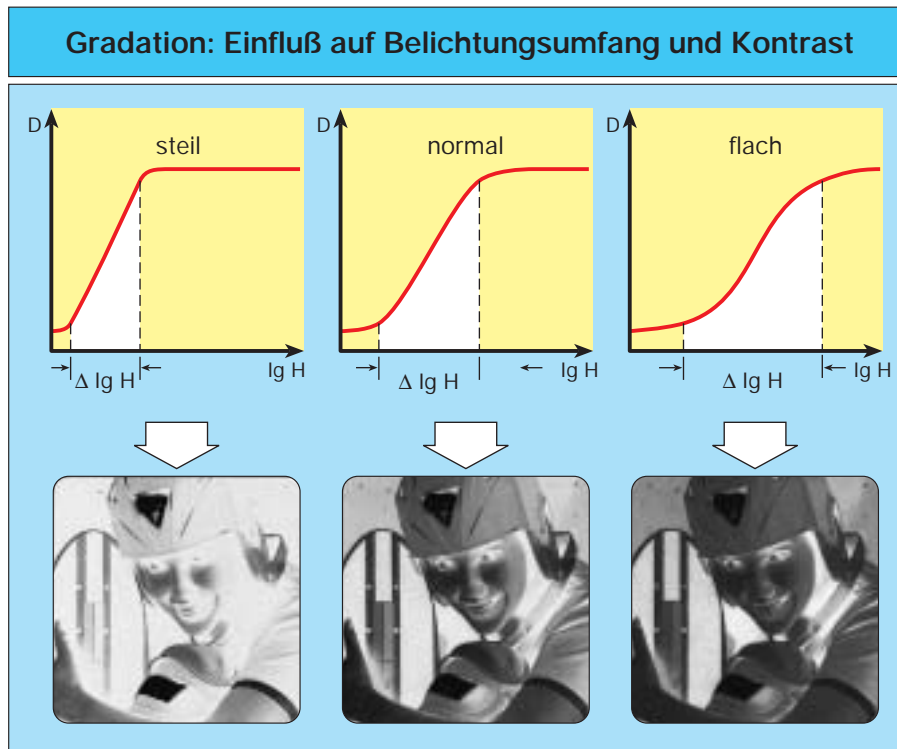 Gradation: Einfluß auf Belichtungsumfang und Kontrast
D
steil
lg H
Δ lg H
D
normal
lg H
Δ lg H
D
flach
lg H
Δ lg H